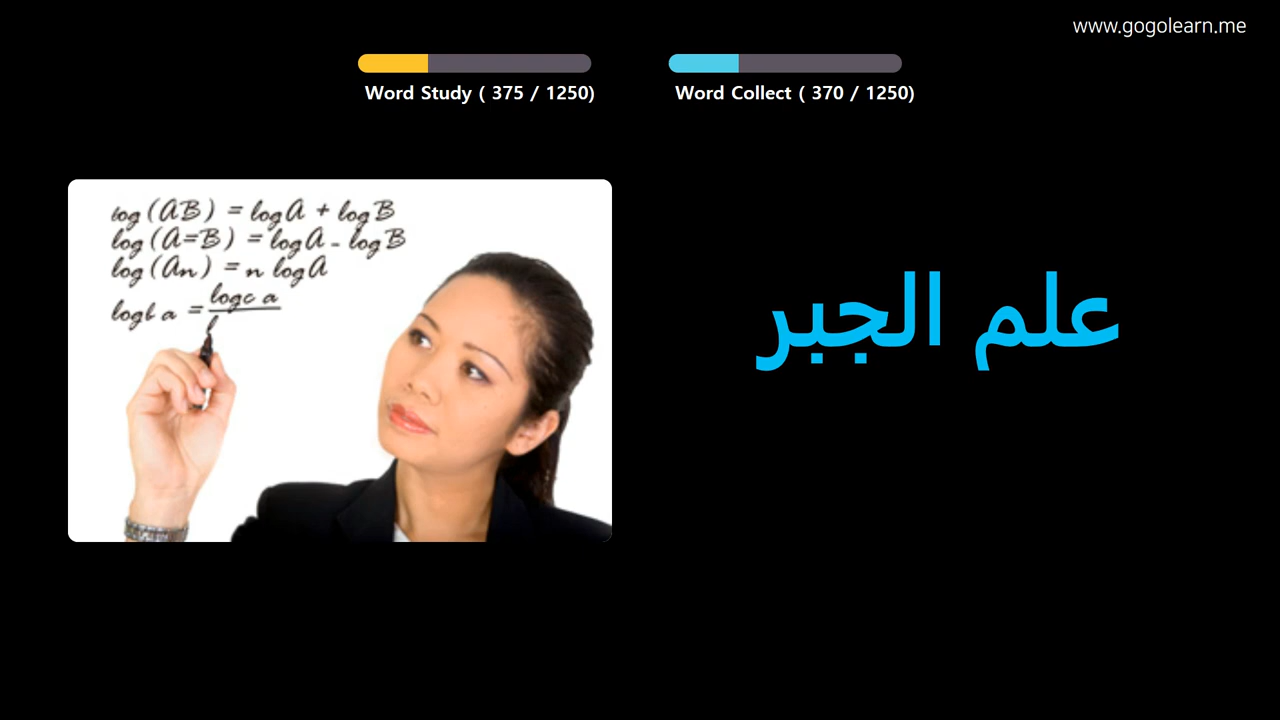 www.gogolearn.me
Word Study ( 375 / 1250)
Word Collect ( 370 / 1250)
log (AB) = log A + log B
log (A=B) = log A - log B
log (An) = n log A
logb a = logc a
علم الجبر